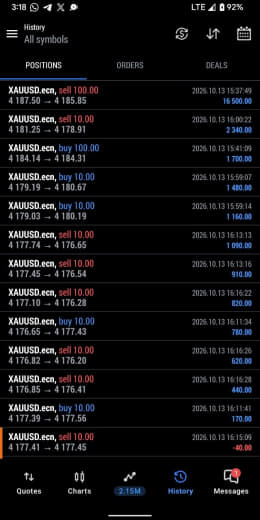 3:18
LTE 92%
History
All symbols
POSITIONS ORDERS DEALS
XAUUSD.ecn, sell 100.00 2026.10.13 15:37:49
4 187.50 → 4 185.85 16 500.00
XAUUSD.ecn, sell 10.00 2026.10.13 16:00:22
4 181.25 → 4 178.91 2 340.00
XAUUSD.ecn, buy 100.00 2026.10.13 15:41:09
4 184.14 → 4 184.31 1 700.00
XAUUSD.ecn, buy 10.00 2026.10.13 15:59:07
4 179.19 → 4 180.67 1 480.00
XAUUSD.ecn, buy 10.00 2026.10.13 15:59:14
4 179.03 → 4 180.19 1 160.00
XAUUSD.ecn, sell 10.00 2026.10.13 16:13:13
4 177.74 → 4 176.65 1 090.00
XAUUSD.ecn, sell 10.00 2026.10.13 16:13:16
4 177.45 → 4 176.54 910.00
XAUUSD.ecn, sell 10.00 2026.10.13 16:16:22
4 177.10 → 4 176.28 820.00
XAUUSD.ecn, buy 10.00 2026.10.13 16:11:34
4 176.65 → 4 177.43 780.00
XAUUSD.ecn, sell 10.00 2026.10.13 16:16:26
4 176.82 → 4 176.20 620.00
XAUUSD.ecn, sell 10.00 2026.10.13 16:16:28
4 176.85 → 4 176.41 440.00
XAUUSD.ecn, buy 10.00 2026.10.13 16:11:41
4 177.39 → 4 177.56 170.00
XAUUSD.ecn, sell 10.00 2026.10.13 16:15:09
4 177.41 → 4 177.45 -40.00
Quotes Charts 2.15M History Messages